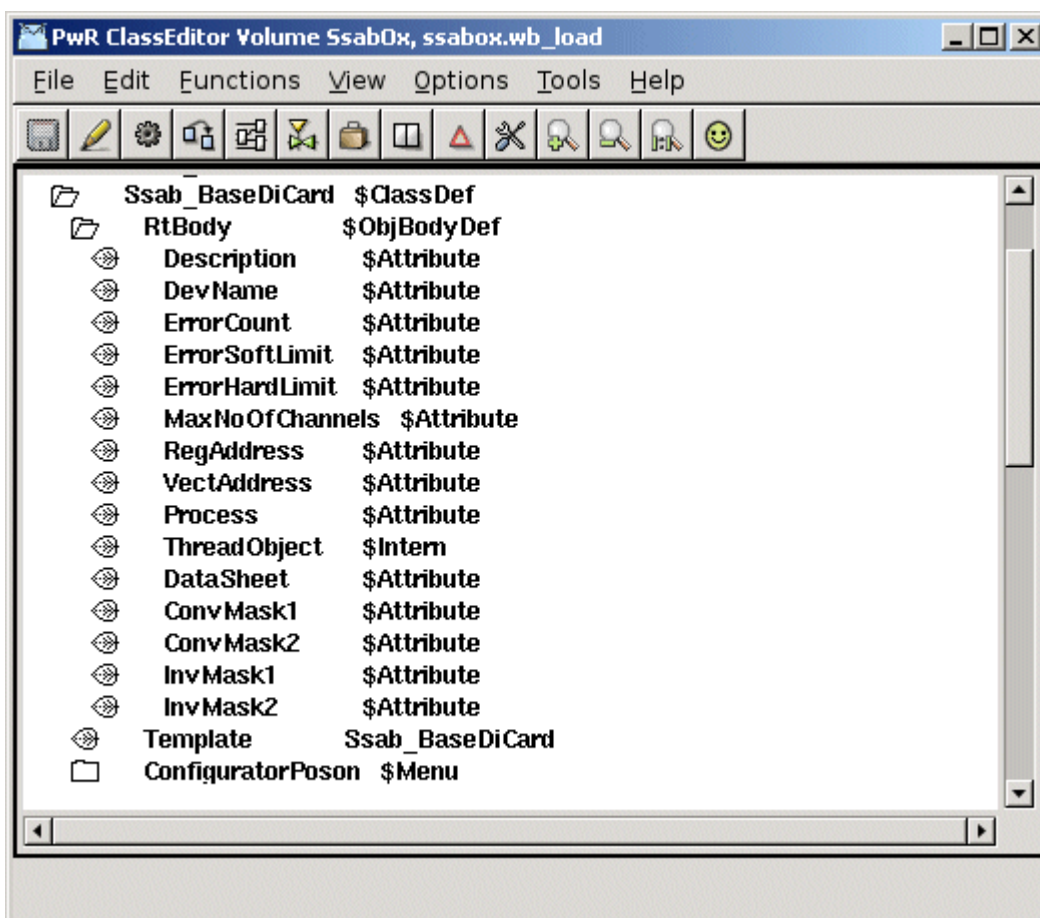 PwR ClassEditor Volume SsabOx, ssabox.wb_load
File Edit Functions View Options Tools Help
1:1
Ssab_BaseDiCard $ClassDef
RtBody $ObjBodyDef
Description $Attribute
DevName $Attribute
ErrorCount $Attribute
ErrorSoftLimit $Attribute
ErrorHardLimit $Attribute
MaxNoOfChannels $Attribute
RegAddress $Attribute
VectAddress $Attribute
Process $Attribute
ThreadObject $Intern
DataSheet $Attribute
ConvMask1 $Attribute
ConvMask2 $Attribute
InvMask1 $Attribute
InvMask2 $Attribute
Template Ssab_BaseDiCard
ConfiguratorPoson $Menu